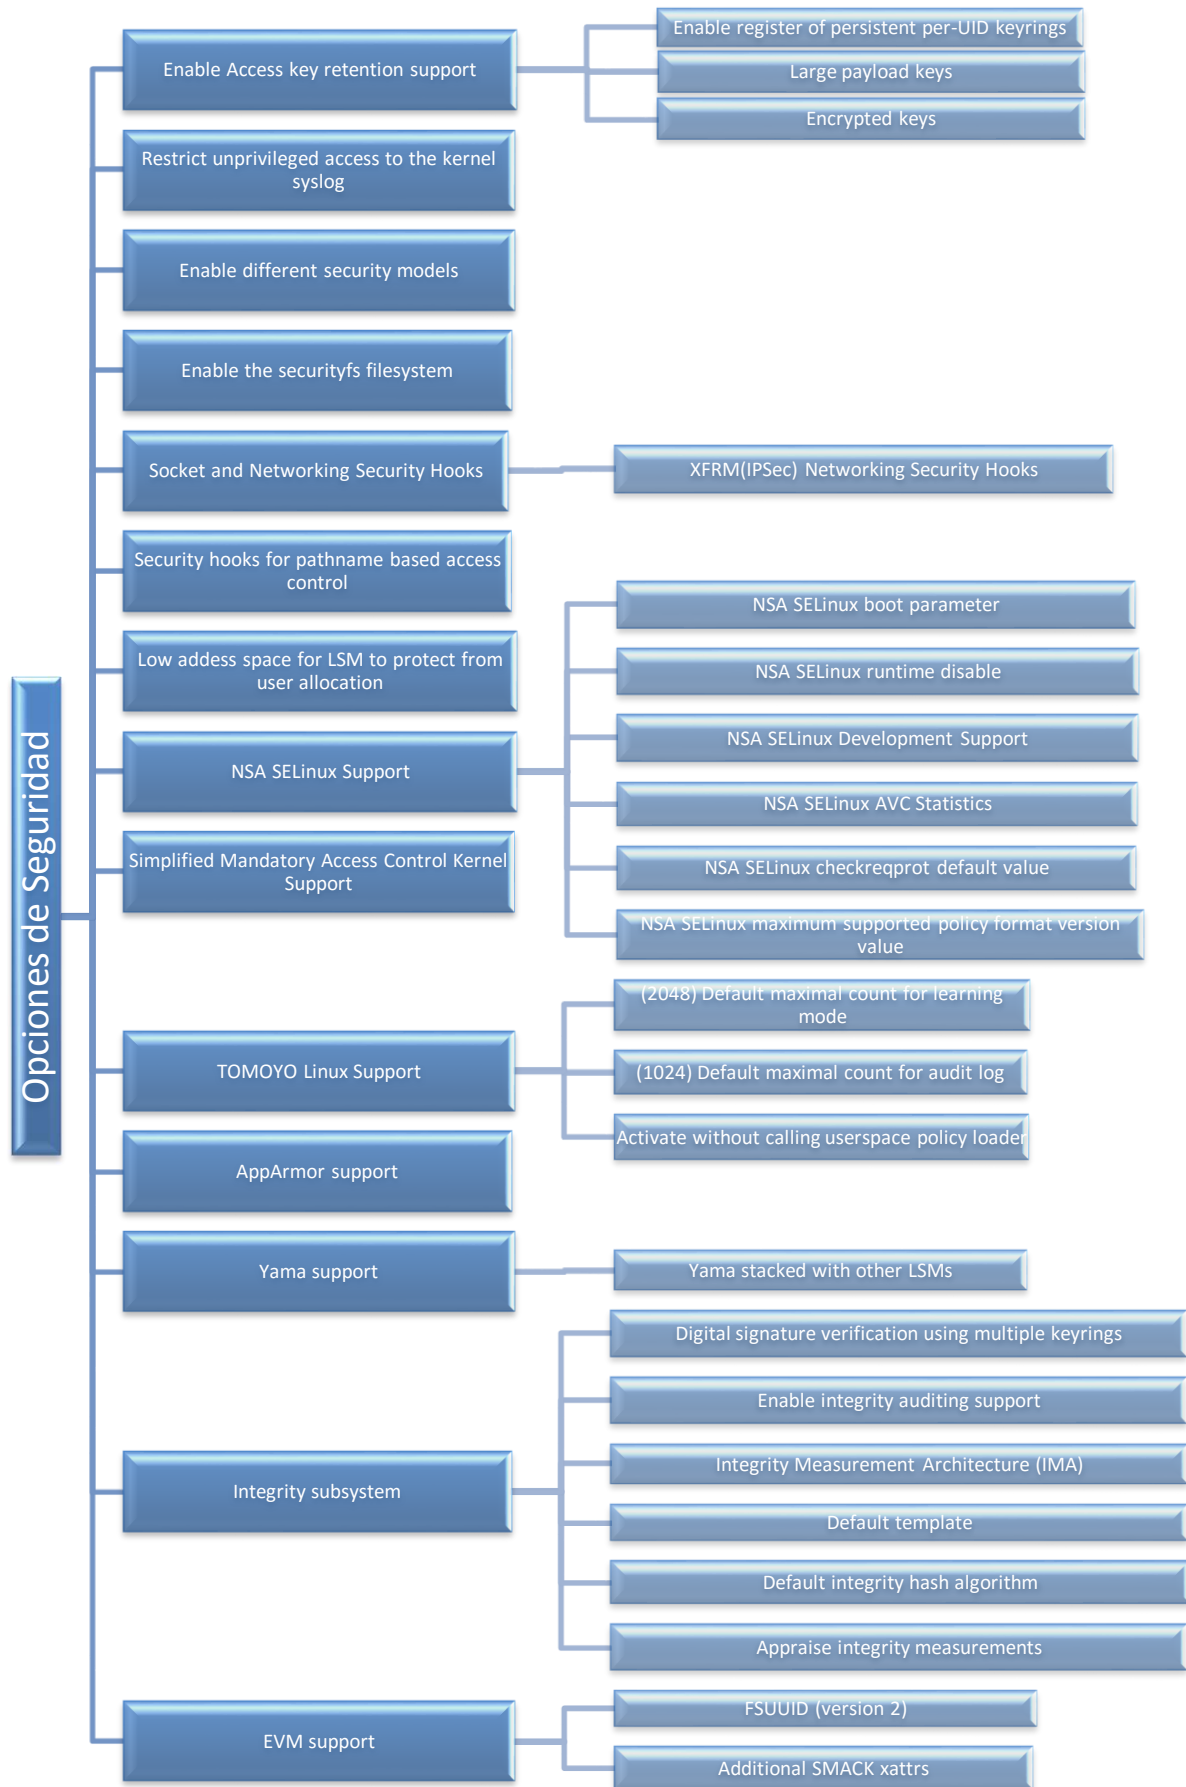 Opciones de Seguridad
Enable Access key retention support
Enable register of persistent per-UID keyrings
Large payload keys
Encrypted keys
Restrict unprivileged access to the kernel
syslog
Enable different security models
Enable the securityfs filesystem
Socket and Networking Security Hooks
XFRM(IPSec) Networking Security Hooks
Security hooks for pathname based access
control
Low addess space for LSM to protect from
user allocation
NSA SELinux Support
NSA SELinux boot parameter
NSA SELinux runtime disable
NSA SELinux Development Support
NSA SELinux AVC Statistics
NSA SELinux checkreqprot default value
NSA SELinux maximum supported policy format version
value
Simplified Mandatory Access Control Kernel
Support
TOMOYO Linux Support
(2048) Default maximal count for learning
mode
(1024) Default maximal count for audit log
Activate without calling userspace policy loader
AppArmor support
Yama support
Yama stacked with other LSMs
Integrity subsystem
Digital signature verification using multiple keyrings
Enable integrity auditing support
Integrity Measurement Architecture (IMA)
Default template
Default integrity hash algorithm
Appraise integrity measurements
EVM support
FSUUID (version 2)
Additional SMACK xattrs